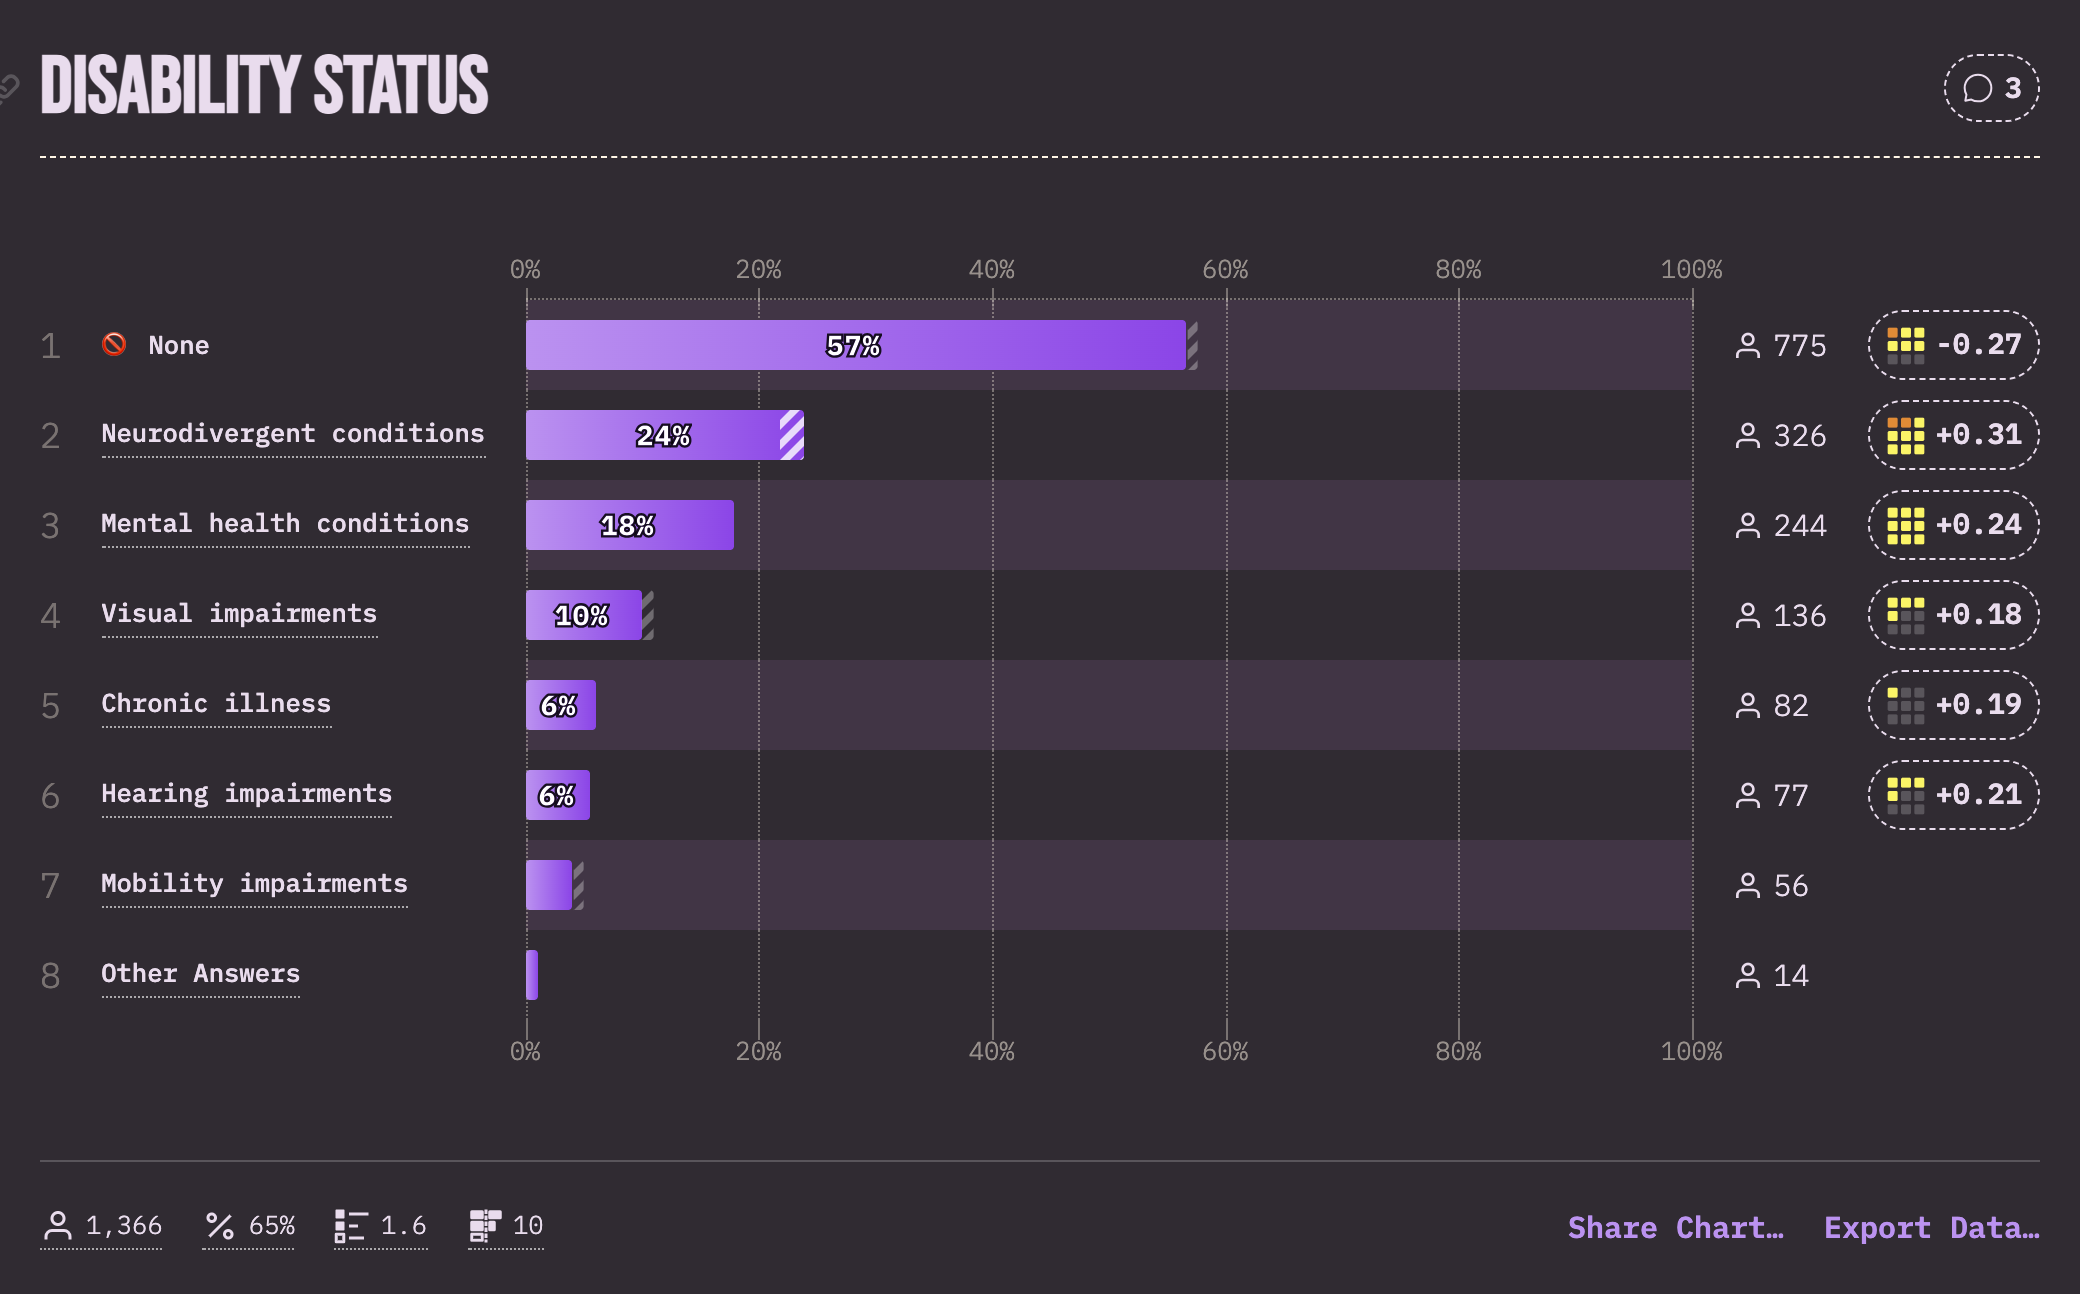 DISABILITY STATUS
3
0% 20% 40% 60% 80% 100%
1 None 57% 775 -0.27
2 Neurodivergent conditions 24% 326 +0.31
3 Mental health conditions 18% 244 +0.24
4 Visual impairments 10% 136 +0.18
5 Chronic illness 6% 82 +0.19
6 Hearing impairments 6% 77 +0.21
7 Mobility impairments 56
8 Other Answers 14
0% 20% 40% 60% 80% 100%
1,366 65% 1.6 10 Share Chart… Export Data…